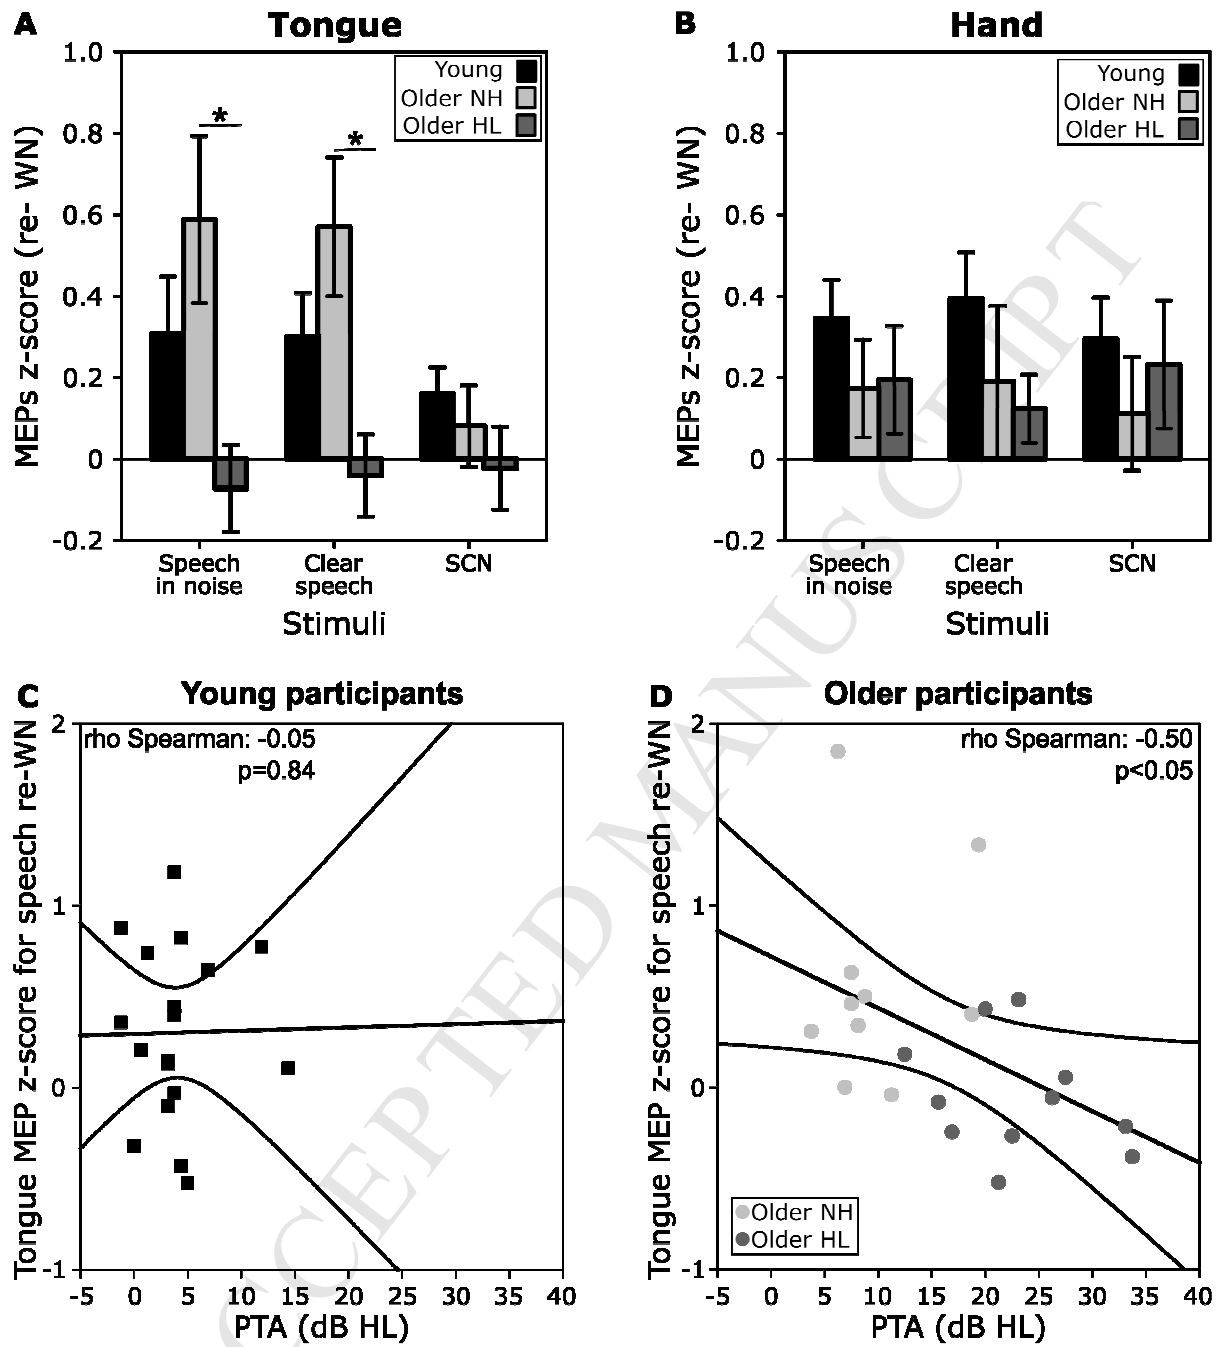 A
Tongue
1.0
0.8
0.6
0.4
0.2
0
-0.2
MEPs z-score (re- WN)
Young
Older NH
Older HL
*
*
Speech in noise
Clear speech
SCN
Stimuli
B
Hand
1.0
0.8
0.6
0.4
0.2
0
-0.2
MEPs z-score (re- WN)
Young
Older NH
Older HL
Speech in noise
Clear speech
SCN
Stimuli
C
Young participants
2
1
0
-1
Tongue MEP z-score for speech re-WN
rho Spearman: -0.05
p=0.84
-5 0 5 10 15 20 25 30 35 40
PTA (dB HL)
D
Older participants
2
1
0
-1
Tongue MEP z-score for speech re-WN
rho Spearman: -0.50
p<0.05
Older NH
Older HL
-5 0 5 10 15 20 25 30 35 40
PTA (dB HL)
CCEPTED MANUSCRIPT